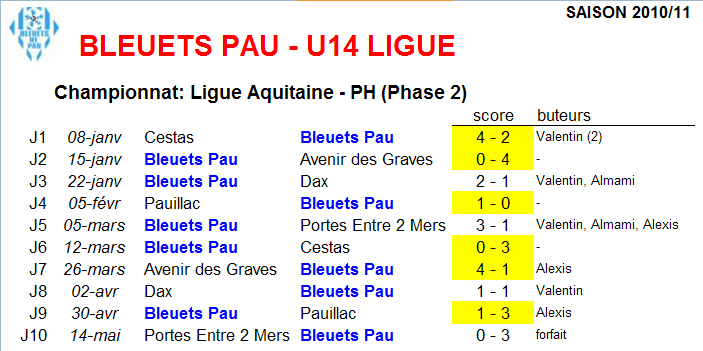 BLEUETS
DE
PAU
SAISON 2010/11
BLEUETS PAU - U14 LIGUE
Championnat: Ligue Aquitaine - PH (Phase 2)
score buteurs
J1 08-janv Cestas Bleuets Pau 4 - 2 Valentin (2)
J2 15-janv Bleuets Pau Avenir des Graves 0 - 4 -
J3 22-janv Bleuets Pau Dax 2 - 1 Valentin, Almami
J4 05-févr Pauillac Bleuets Pau 1 - 0 -
J5 05-mars Bleuets Pau Portes Entre 2 Mers 3 - 1 Valentin, Almami, Alexis
J6 12-mars Bleuets Pau Cestas 0 - 3 -
J7 26-mars Avenir des Graves Bleuets Pau 4 - 1 Alexis
J8 02-avr Dax Bleuets Pau 1 - 1 Valentin
J9 30-avr Bleuets Pau Pauillac 1 - 3 Alexis
J10 14-mai Portes Entre 2 Mers Bleuets Pau 0 - 3 forfait